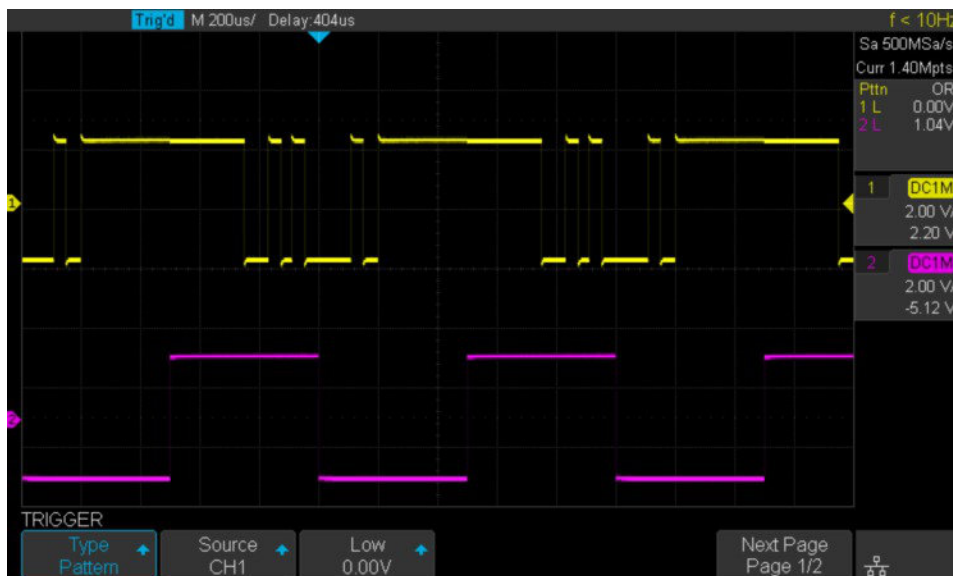 Trig'd M 200us/ Delay:404us
f < 10Hz
Sa 500MSa/s
Curr 1.40Mpts
Pttn OR
1 L 0.00V
2 L 1.04V
1 DC1M
2.00 V/
2.20 V
2 DC1M
2.00 V/
-5.12 V
1
2
TRIGGER
Type
Pattern
Source
CH1
Low
0.00V
Next Page
Page 1/2